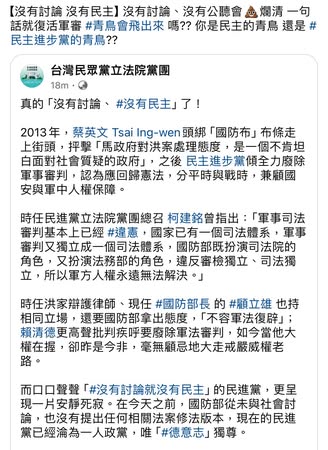 【沒有討論 沒有民主】沒有討論、沒有公聽會💩爛清 一句
話就復活軍審 #青鳥會飛出來 嗎?? 你是民主的青鳥 還是 #
民主進步黨的青鳥??
台灣民眾黨立法院黨團
18m ·
真的「沒有討論、 #沒有民主」了！
2013年，蔡英文 Tsai Ing-wen頭綁「國防布」布條走
上街頭，抨擊「馬政府對洪案處理態度，是一個不肯坦
白面對社會質疑的政府」，之後 民主進步黨傾全力廢除
軍事審判，認為應回歸憲法，分平時與戰時，兼顧國
安與軍中人權保障。
時任民進黨立法院黨團總召 柯建銘曾指出：「軍事司法
審判基本上已經 #違憲，國家已有一個司法體系，軍事
審判又獨立成一個司法體系，國防部既扮演司法院的
角色，又扮演法務部的角色，違反審檢獨立、司法獨
立，所以軍方人權永遠無法解決。」
時任洪家辯護律師、現任 #國防部長 的 #顧立雄 也持
相同立場，還要國防部拿出態度，「不容軍法復辟」；
賴清德更高聲批判疾呼要廢除軍法審判，如今當他大
權在握，卻昨是今非，毫無顧忌地大走戒嚴威權老
路。
而口口聲聲「#沒有討論就沒有民主」的民進黨，更呈
現一片安靜死寂。在今天之前，國防部從未與社會討
論，也沒有提出任何相關法案修法版本，現在的民進
黨已經淪為一人政黨，唯「#德意志」獨尊。